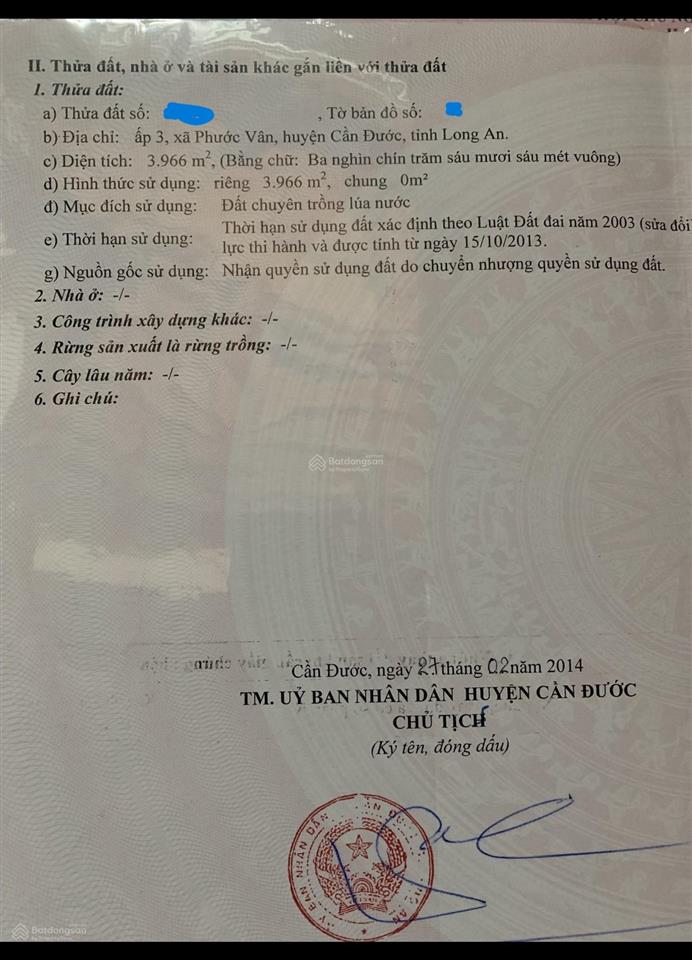 II. Thửa đất, nhà ở và tài sản khác gắn liền với thửa đất
1. Thửa đất:
a) Thửa đất số: , Tờ bản đồ số:
b) Địa chỉ: ấp 3, xã Phước Vân, huyện Cần Đước, tỉnh Long An.
c) Diện tích: 3.966 m², (Bằng chữ: Ba nghìn chín trăm sáu mươi sáu mét vuông)
d) Hình thức sử dụng: riêng 3.966 m², chung 0m²
đ) Mục đích sử dụng: Đất chuyên trồng lúa nước
e) Thời hạn sử dụng: Thời hạn sử dụng đất xác định theo Luật Đất đai năm 2003 (sửa đổi)
lực thi hành và được tính từ ngày 15/10/2013.
g) Nguồn gốc sử dụng: Nhận quyền sử dụng đất do chuyển nhượng quyền sử dụng đất.
2. Nhà ở: -/-
3. Công trình xây dựng khác: -/-
4. Rừng sản xuất là rừng trồng: -/-
5. Cây lâu năm: -/-
6. Ghi chú:
Batdongsan
Cần Đước, ngày 27 tháng 02 năm 2014
TM. UỶ BAN NHÂN DÂN HUYỆN CẦN ĐƯỚC
CHỦ TỊCH
(Ký tên, đóng dấu)
BAN NHÂN DÂN
Batdongsan